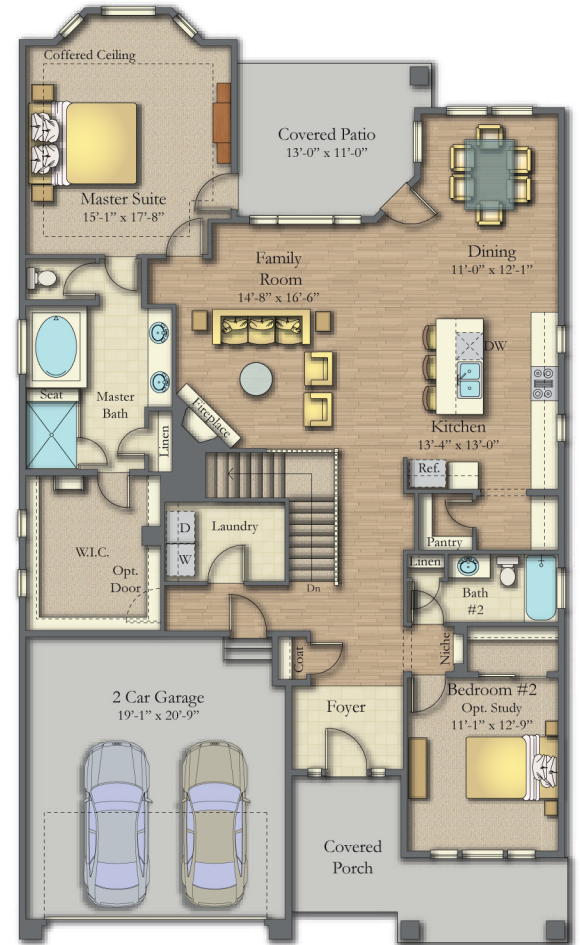 Coffered Ceiling
Master Suite
15'-1" x 17'-8"
Covered Patio
13'-0" x 11'-0"
Dining
11'-0" x 12'-1"
Family
Room
14'-8" x 16'-6"
DW
Seat
Master
Bath
Linen
Fireplace
Kitchen
13'-4" x 13'-0"
Ref.
Pantry
W.I.C.
Opt.
Door
D
W
Laundry
Dn
Linen
Bath
#2
Niche
Coat
Foyer
Bedroom #2
Opt. Study
11'-1" x 12'-9"
2 Car Garage
19'-1" x 20'-9"
Covered
Porch